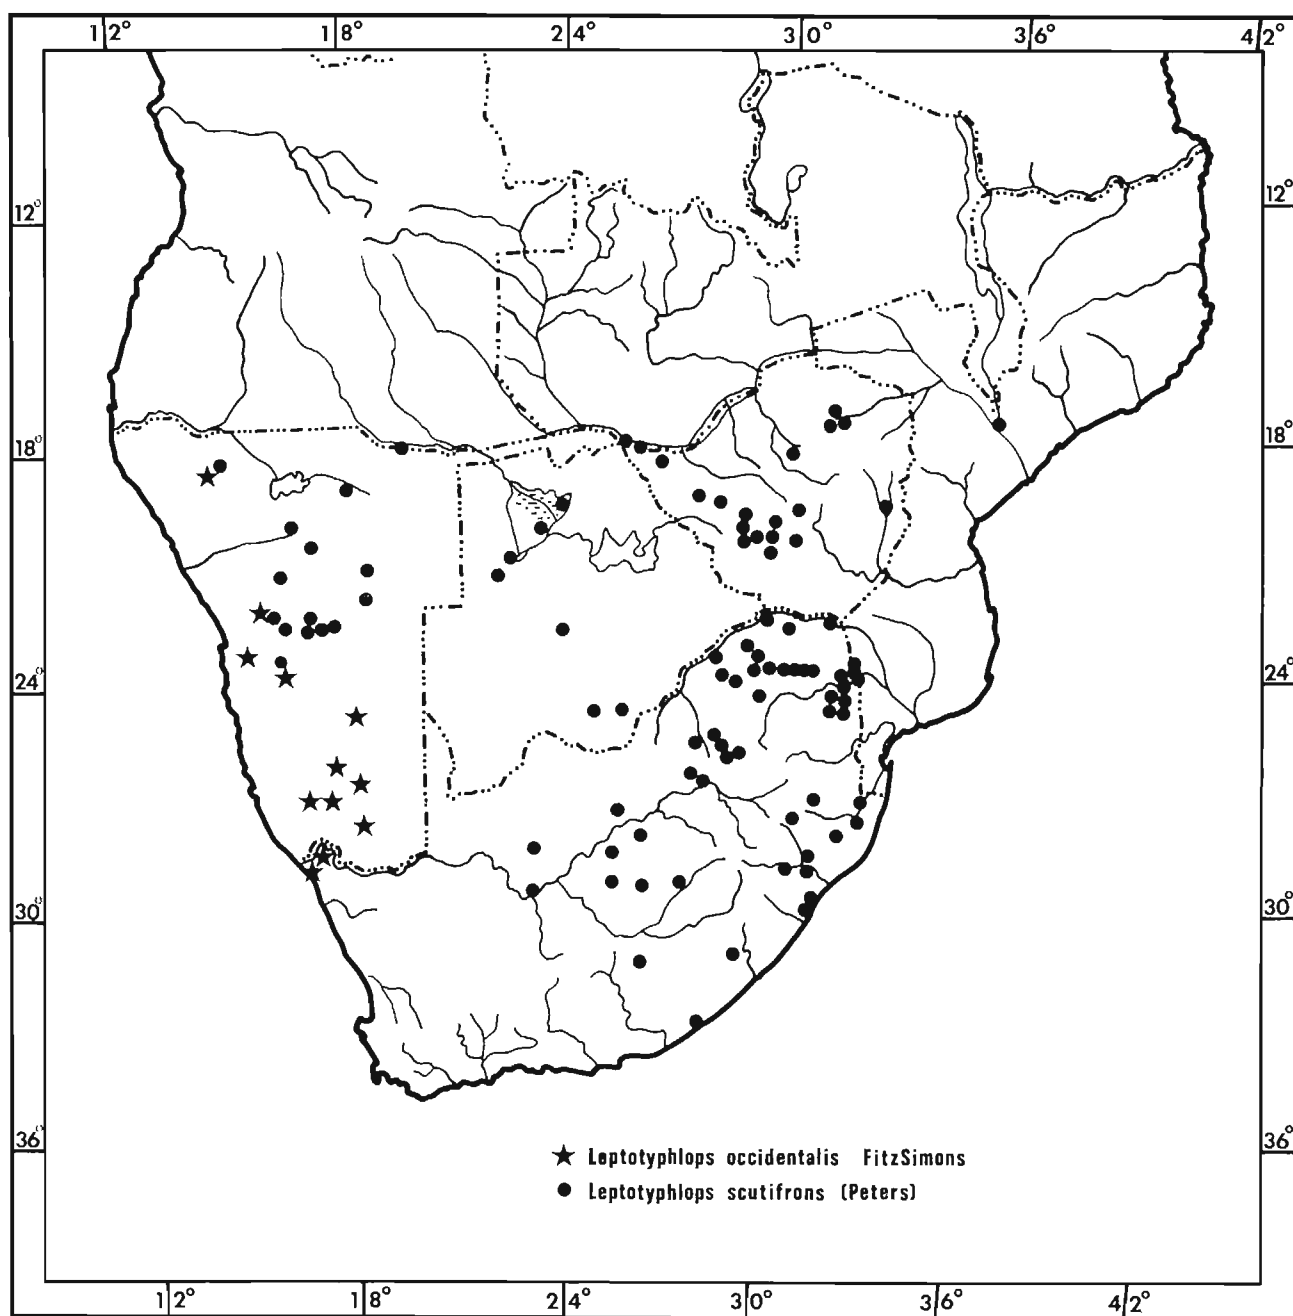 12° 18° 24° 30° 36° 42°
12° 12°
18° 18°
24° 24°
30° 30°
36° 36°
★ Leptotyphlops occidentalis FitzSimons
● Leptotyphlops scutifrons (Peters)
12° 18° 24° 30° 36° 42°